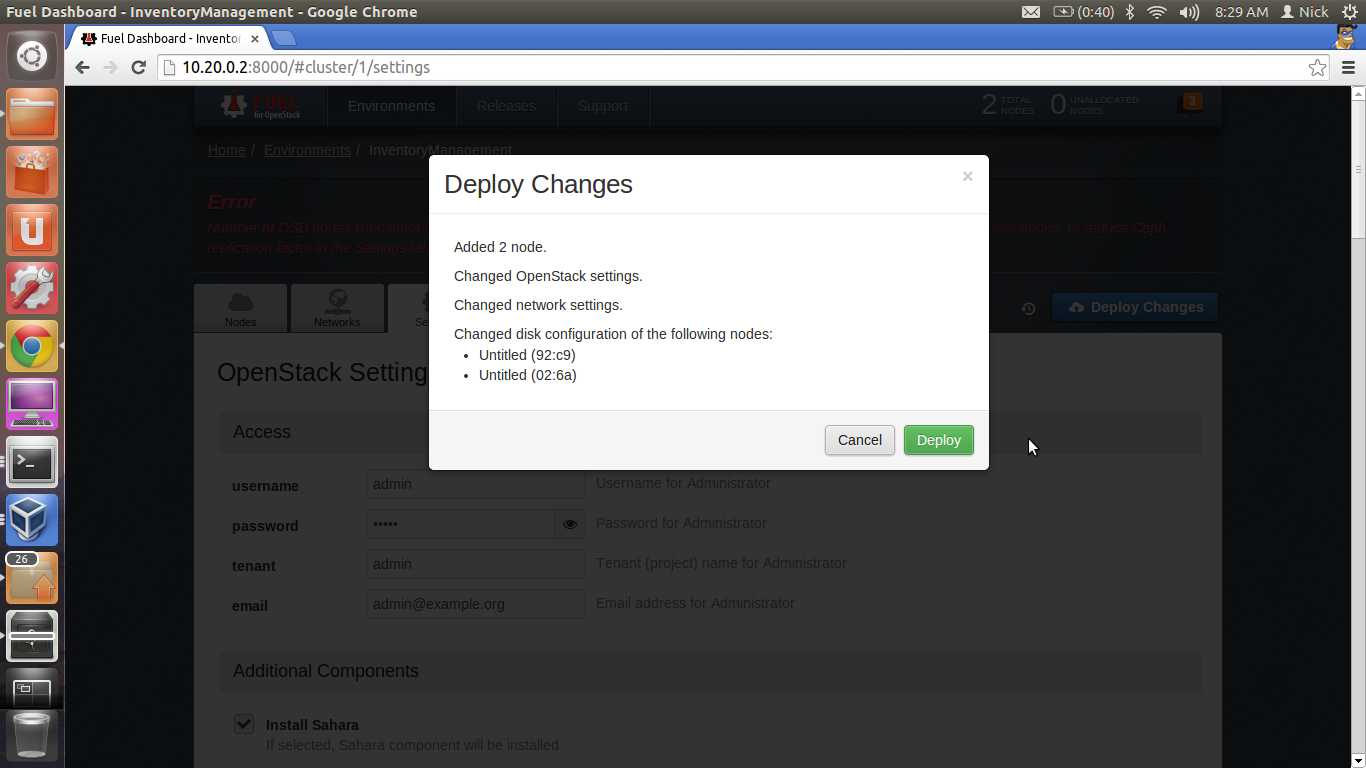 Fuel Dashboard - InventoryManagement - Google Chrome
(0:40) 8:29 AM Nick
Fuel Dashboard - Inventor
10.20.0.2:8000/#cluster/1/settings
FUEL
for OpenStack
Environments Releases Support
2 TOTAL NODES 0 UNALLOCATED NODES 3
Home / Environments / InventoryManagement
Error
Number of OSD nodes (0) cannot
nodes, or reduce Ceph
replication factor in the Settings
Deploy Changes
×
Added 2 node.
Changed OpenStack settings.
Changed network settings.
Changed disk configuration of the following nodes:
• Untitled (92:c9)
• Untitled (02:6a)
Cancel Deploy
Nodes Networks
Deploy Changes
OpenStack Setting
Access
username admin Username for Administrator
password ••••• Password for Administrator
tenant admin Tenant (project) name for Administrator
email admin@example.org Email address for Administrator
Additional Components
Install Sahara
If selected, Sahara component will be installed
26